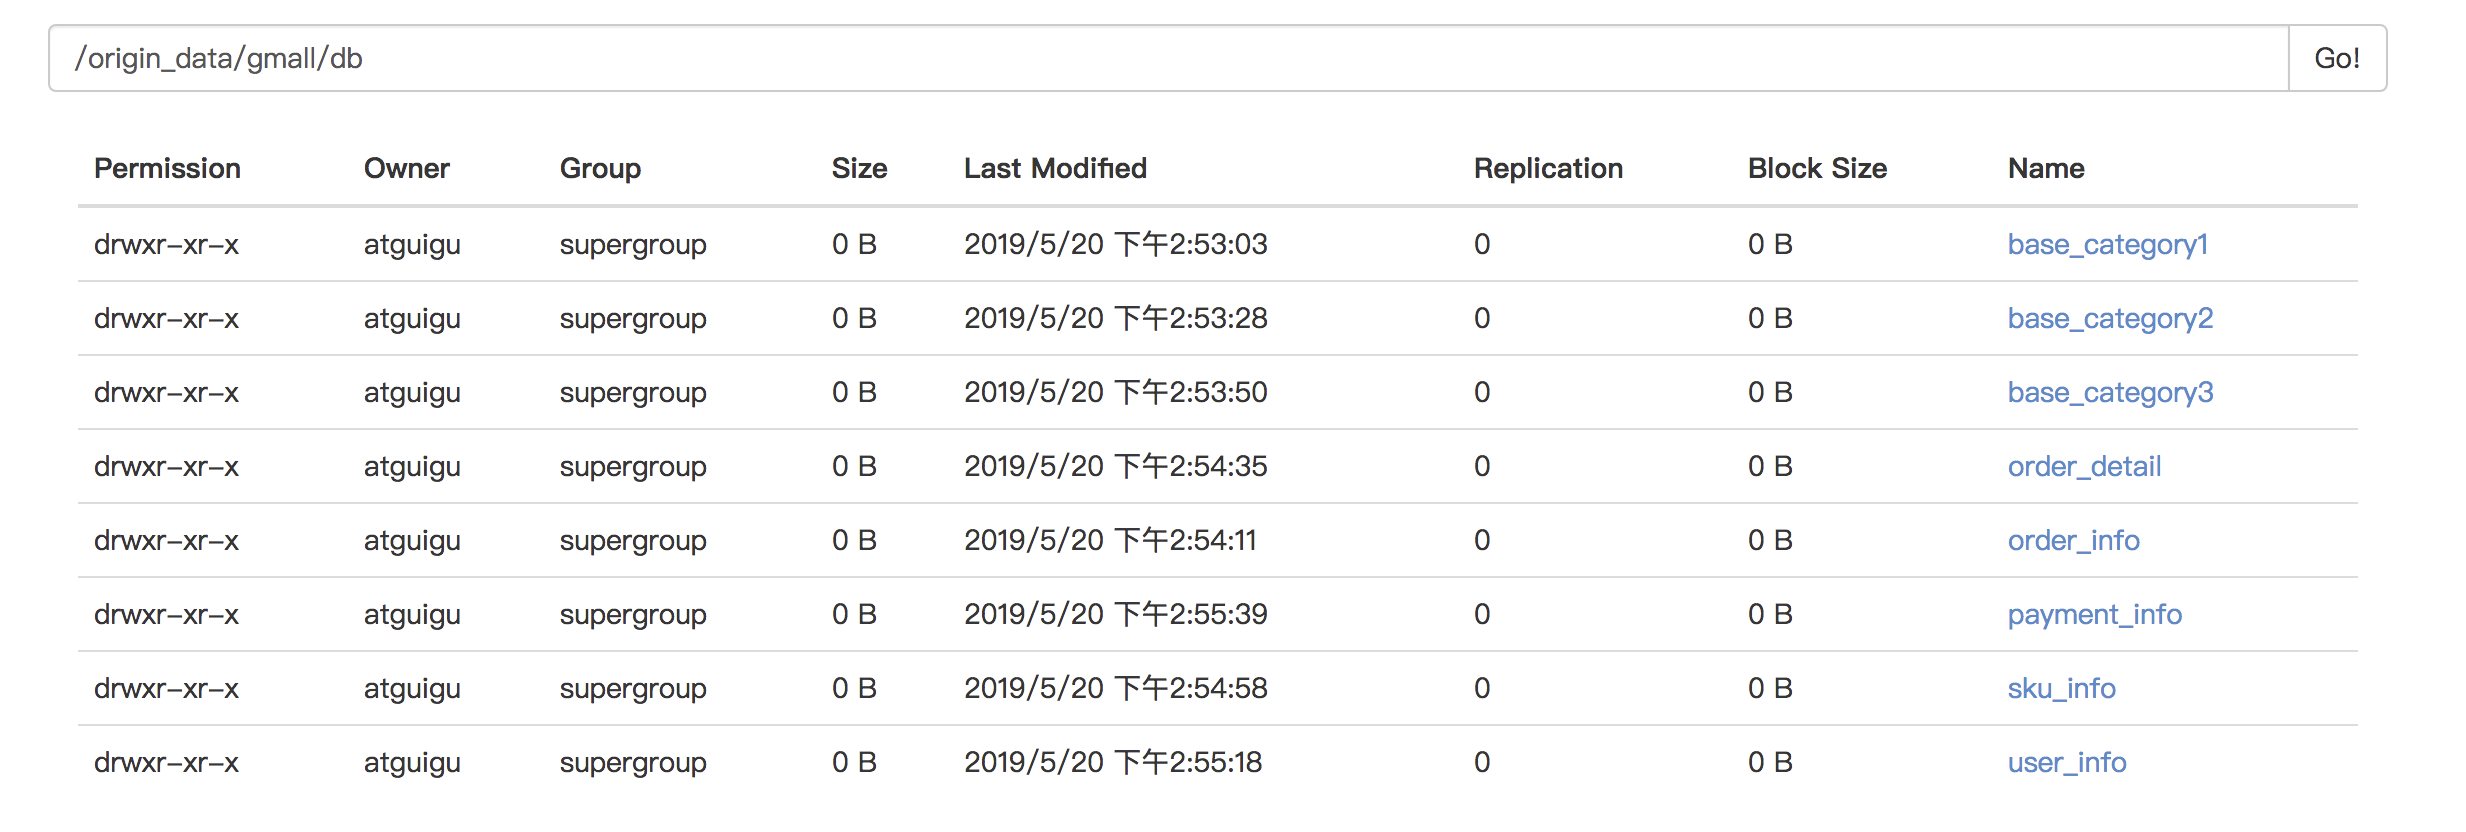 /origin_data/gmall/db Go!
Permission Owner Group Size Last Modified Replication Block Size Name
drwxr-xr-x atguigu supergroup 0 B 2019/5/20 下午2:53:03 0 0 B base_category1
drwxr-xr-x atguigu supergroup 0 B 2019/5/20 下午2:53:28 0 0 B base_category2
drwxr-xr-x atguigu supergroup 0 B 2019/5/20 下午2:53:50 0 0 B base_category3
drwxr-xr-x atguigu supergroup 0 B 2019/5/20 下午2:54:35 0 0 B order_detail
drwxr-xr-x atguigu supergroup 0 B 2019/5/20 下午2:54:11 0 0 B order_info
drwxr-xr-x atguigu supergroup 0 B 2019/5/20 下午2:55:39 0 0 B payment_info
drwxr-xr-x atguigu supergroup 0 B 2019/5/20 下午2:54:58 0 0 B sku_info
drwxr-xr-x atguigu supergroup 0 B 2019/5/20 下午2:55:18 0 0 B user_info